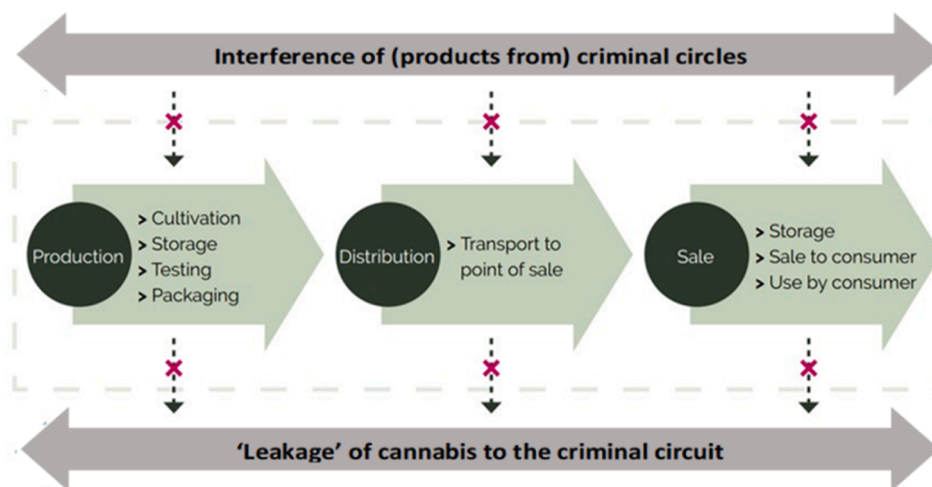 Interference of (products from) criminal circles
Production
> Cultivation
> Storage
> Testing
> Packaging
Distribution
> Transport to
point of sale
Sale
> Storage
> Sale to consumer
> Use by consumer
‘Leakage’ of cannabis to the criminal circuit